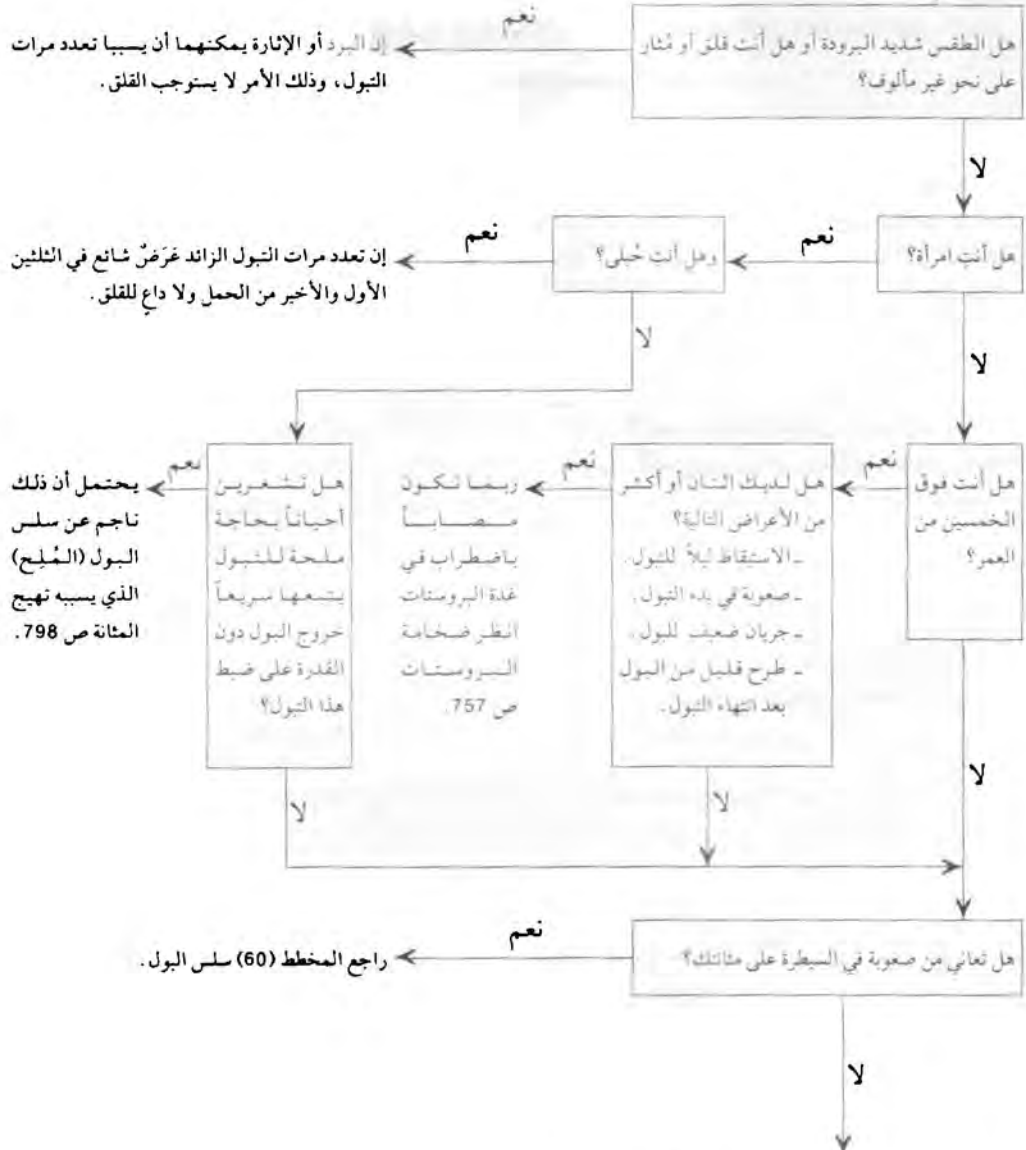 نعم
هل الطقس شديد البرودة أو هل أنت قلق أو مُثار
على نحو غير مألوف؟
إن البرد أو الإثارة يمكنهما أن يسببا تعدد مرات
التبول، وذلك الأمر لا يستوجب القلق.
لا
هل أنتِ امرأة؟
نعم
وهل أنتِ حُبلى؟
نعم
إن تعدد مرات التبول الزائد عَرَضٌ شائع في الثلثين
الأول والأخير من الحمل ولا داعٍ للقلق.
لا
لا
هل أنت فوق
الخمسين من
العمر؟
نعم
هل لديك اثنان أو أكثر
من الأعراض التالية؟
ـ الاستيقاظ ليلاً للتبول.
ـ صعوبة في بدء التبول.
ـ جريان ضعيف للبول.
ـ طرح قليل من البول
بعد انتهاء التبول.
نعم
ربما تكون
مصاباً
باضطراب في
غدة البروستات
انظر ضخامة
البروستات
ص 757.
هل تشعرين
أحياناً بحاجة
ملحة للتبول
يتبعها سريعاً
خروج البول دون
القدرة على ضبط
هذا التبول؟
نعم
يحتمل أن ذلك
ناجم عن سلس
البول (المُلِح)
الذي يسببه تهيج
المثانة ص 798.
لا
لا
لا
هل تعاني من صعوبة في السيطرة على مثانتك؟
نعم
راجع المخطط (60) سلس البول.
لا